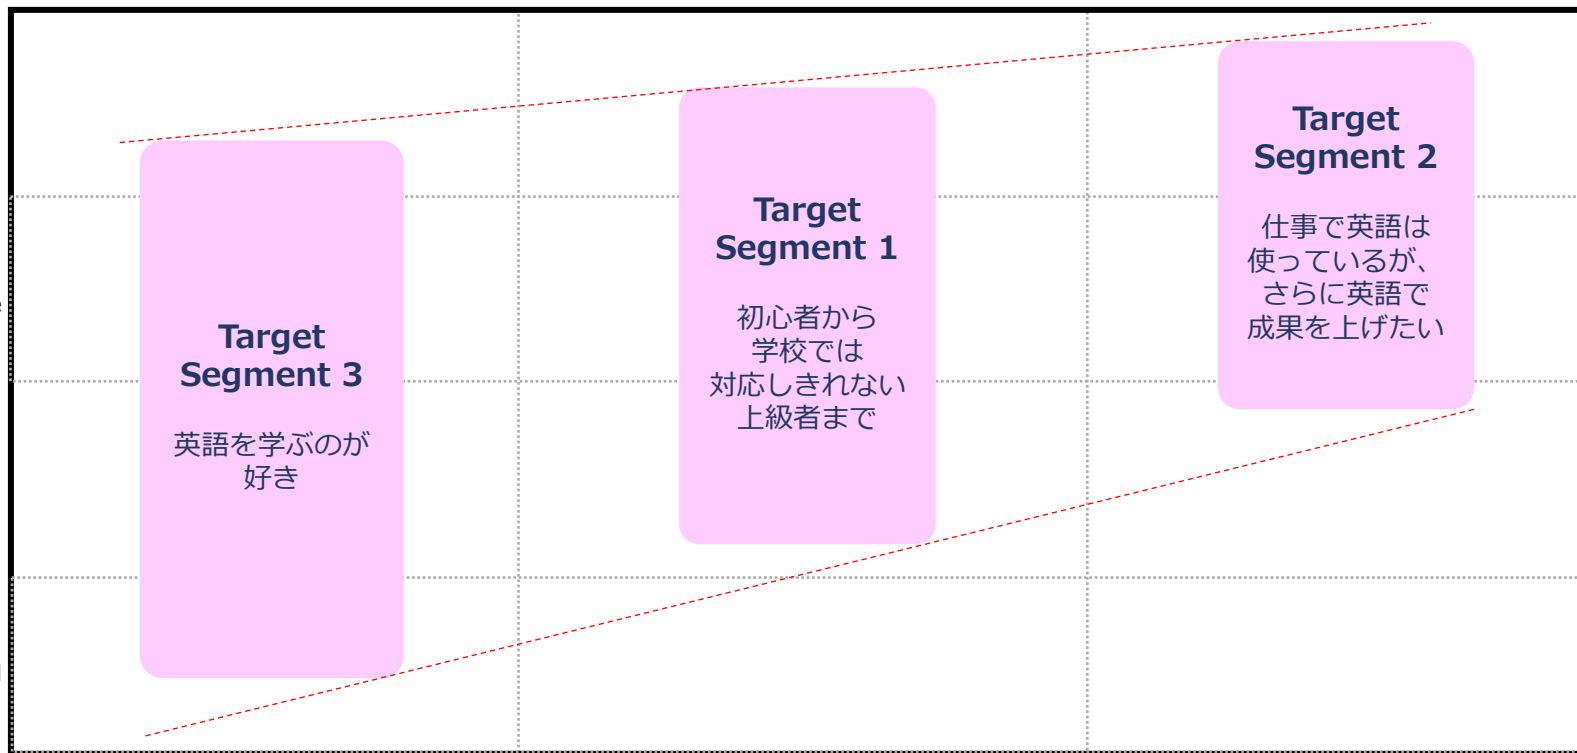 Target
Segment 3
英語を学ぶのが
好き
Target
Segment 1
初心者から
学校では
対応しきれない
上級者まで
Target
Segment 2
仕事で英語は
使っているが、
さらに英語で
成果を上げたい